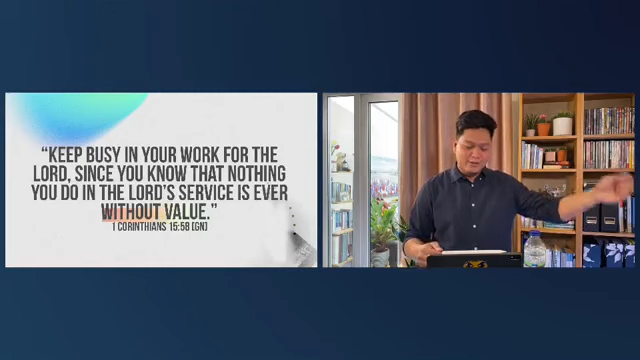 “KEEP BUSY IN YOUR WORK FOR THE
LORD, SINCE YOU KNOW THAT NOTHING
YOU DO IN THE LORD’S SERVICE IS EVER
WITHOUT VALUE.”
1 CORINTHIANS 15:58 [GN]